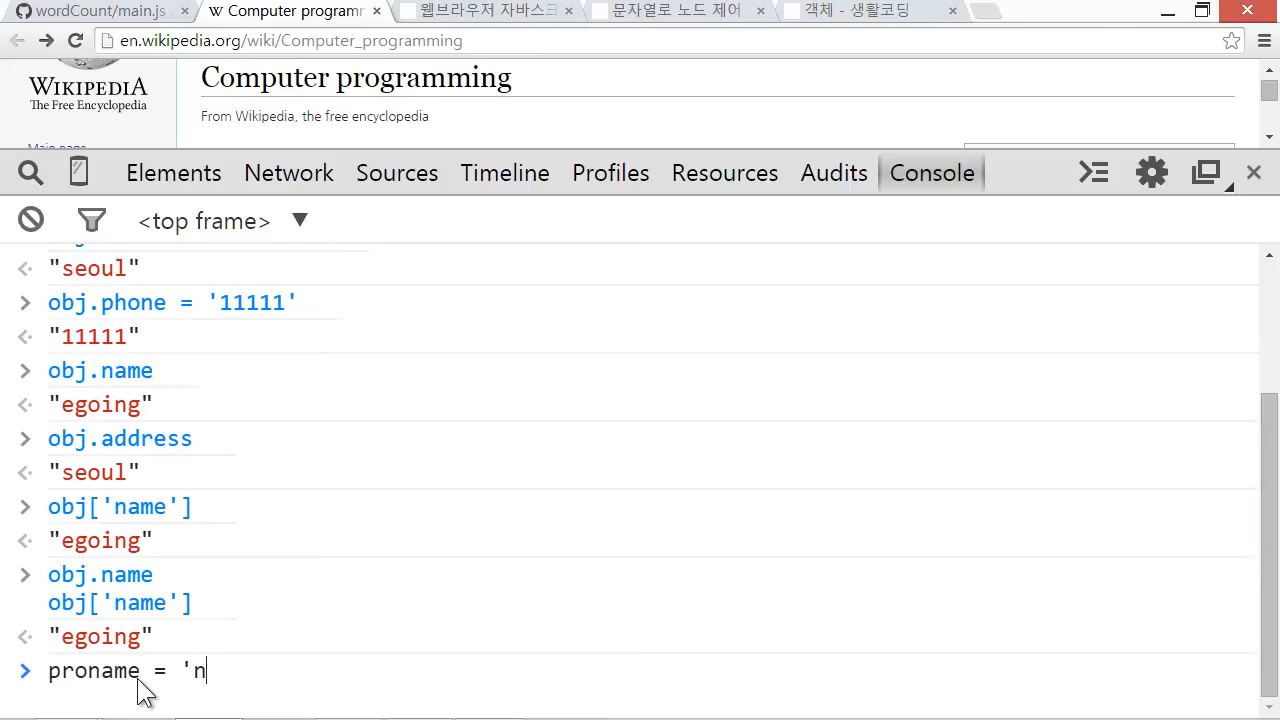 wordCount/main.js
Computer programm
웹브라우저 자바스크
문자열로 노드 제어
객체 - 생활코딩
en.wikipedia.org/wiki/Computer_programming
WIKIPEDIA
The Free Encyclopedia
Main page
Computer programming
From Wikipedia, the free encyclopedia
Elements Network Sources Timeline Profiles Resources Audits Console
<top frame> ▼
"seoul"
> obj.phone = '11111'
"11111"
> obj.name
"egoing"
> obj.address
"seoul"
> obj['name']
"egoing"
> obj.name
obj['name']
"egoing"
> proname = 'n